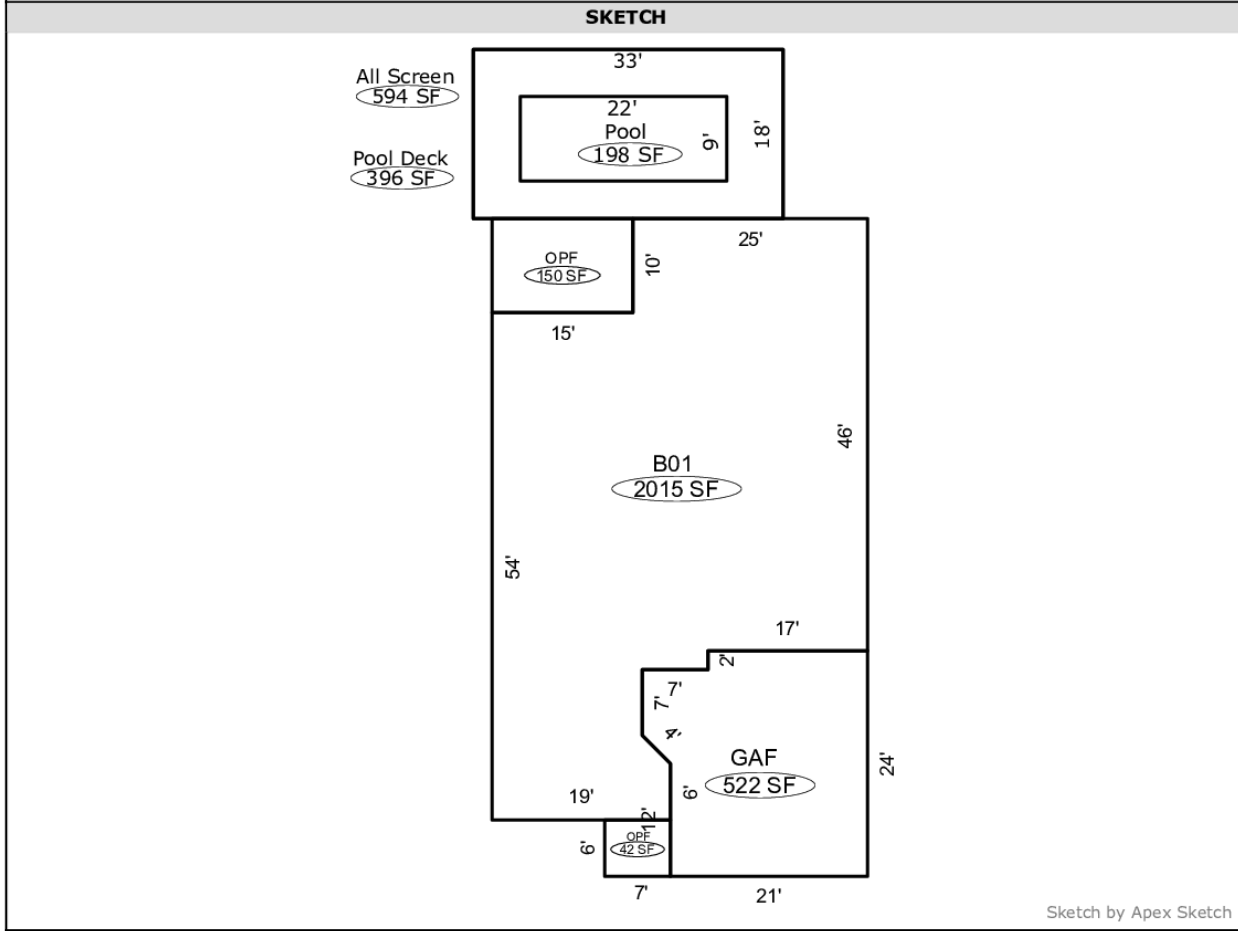 SKETCH
33'
All Screen
594 SF
22'
Pool
198 SF
9'
18'
Pool Deck
396 SF
25'
OPF
150 SF
10'
15'
46'
B01
2015 SF
54'
17'
2'
7'
7'
4'
GAF
522 SF
24'
6'
19'
12'
OPF
42 SF
6'
7'
21'
Sketch by Apex Sketch